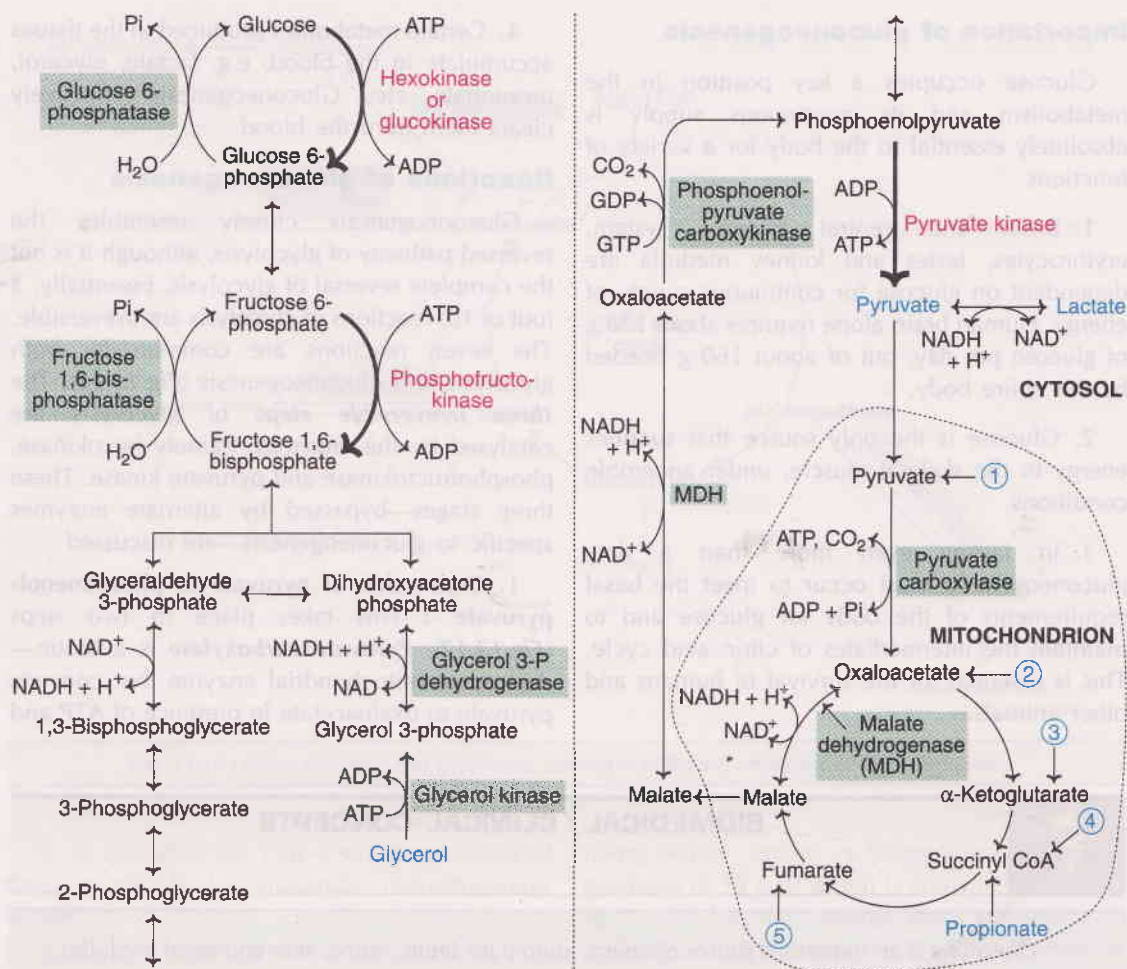 Pi
Glucose
ATP
Glucose 6-
phosphatase
Hexokinase
or
glucokinase
H₂O
Glucose 6-
phosphate
ADP
Pi
Fructose 6-
phosphate
ATP
Fructose
1,6-bis-
phosphatase
Phosphofructo-
kinase
H₂O
Fructose 1,6-
bisphosphate
ADP
Glyceraldehyde
3-phosphate
Dihydroxyacetone
phosphate
NAD⁺
NADH + H⁺
NADH + H⁺
NAD⁺
Glycerol 3-P
dehydrogenase
1,3-Bisphosphoglycerate
Glycerol 3-phosphate
ADP
ATP
Glycerol kinase
3-Phosphoglycerate
Glycerol
2-Phosphoglycerate
Phosphoenolpyruvate
CO₂
GDP
GTP
Phosphoenol-
pyruvate
carboxykinase
ADP
ATP
Pyruvate kinase
Oxaloacetate
Pyruvate
Lactate
NADH
+ H⁺
NAD⁺
CYTOSOL
NADH
+ H⁺
MDH
NAD⁺
Pyruvate
①
ATP, CO₂
Pyruvate
carboxylase
ADP + Pi
MITOCHONDRION
Oxaloacetate
②
NADH + H⁺
NAD⁺
Malate
dehydrogenase
(MDH)
③
Malate
Malate
α-Ketoglutarate
④
Fumarate
Succinyl CoA
⑤
Propionate